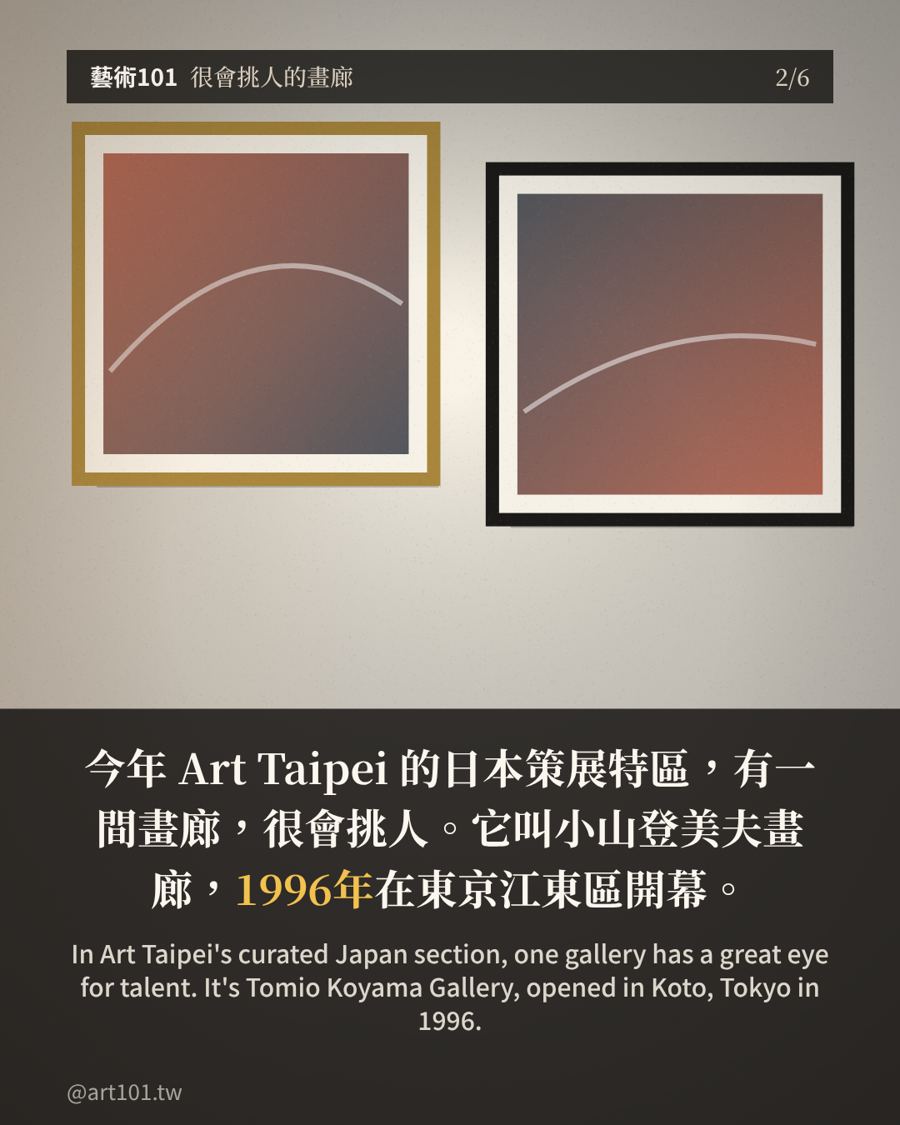 藝術101 很會挑人的畫廊 2/6
今年 Art Taipei 的日本策展特區，有一
間畫廊，很會挑人。它叫小山登美夫畫
廊，1996年在東京江東區開幕。
In Art Taipei's curated Japan section, one gallery has a great eye
for talent. It's Tomio Koyama Gallery, opened in Koto, Tokyo in
1996.
@art101.tw